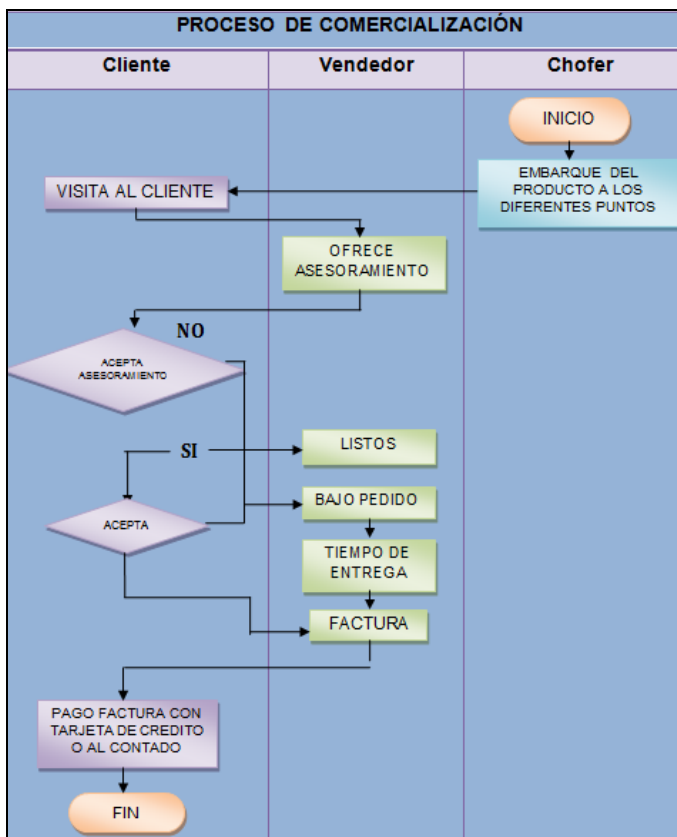 PROCESO DE COMERCIALIZACIÓN
Cliente
Vendedor
Chofer
INICIO
EMBARQUE DEL
PRODUCTO A LOS
DIFERENTES PUNTOS
VISITA AL CLIENTE
OFRECE
ASESORAMIENTO
NO
ACEPTA
ASESORAMIENTO
SI
LISTOS
BAJO PEDIDO
ACEPTA
TIEMPO DE
ENTREGA
FACTURA
PAGO FACTURA CON
TARJETA DE CREDITO
O AL CONTADO
FIN